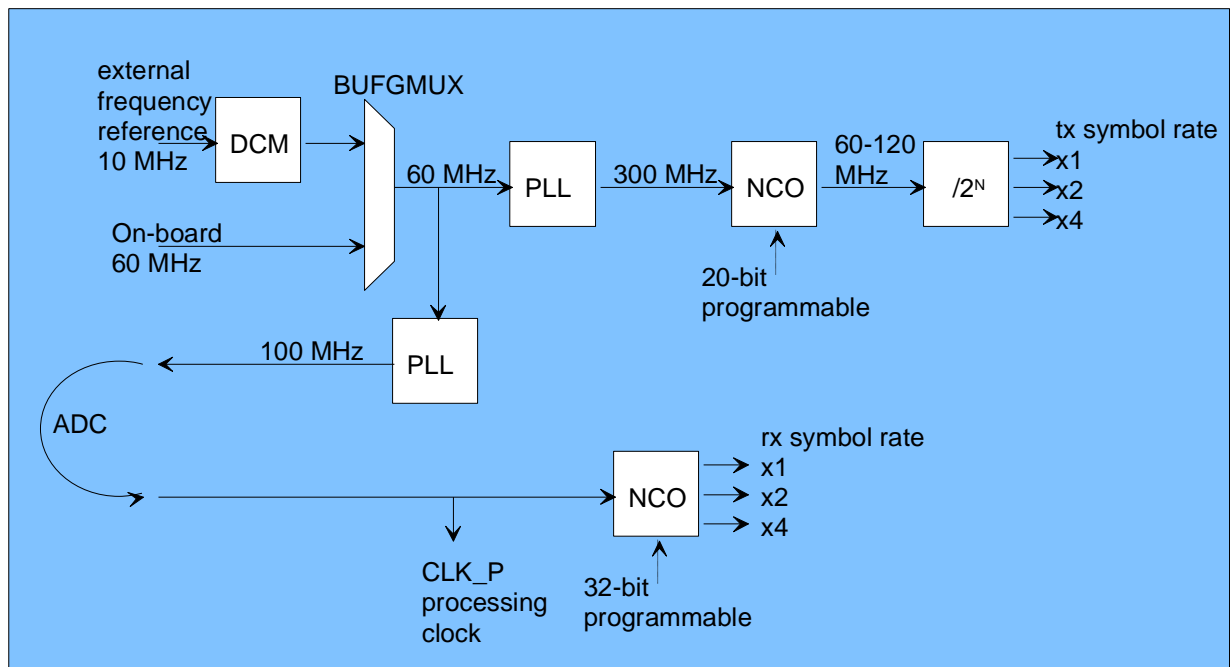 external
frequency
reference
10 MHz
DCM
BUFGMUX
On-board
60 MHz
60 MHz
PLL
300 MHz
NCO
20-bit
programmable
60-120
MHz
/2ᴺ
tx symbol rate
x1
x2
x4
PLL
100 MHz
ADC
CLK_P
processing
clock
NCO
32-bit
programmable
rx symbol rate
x1
x2
x4